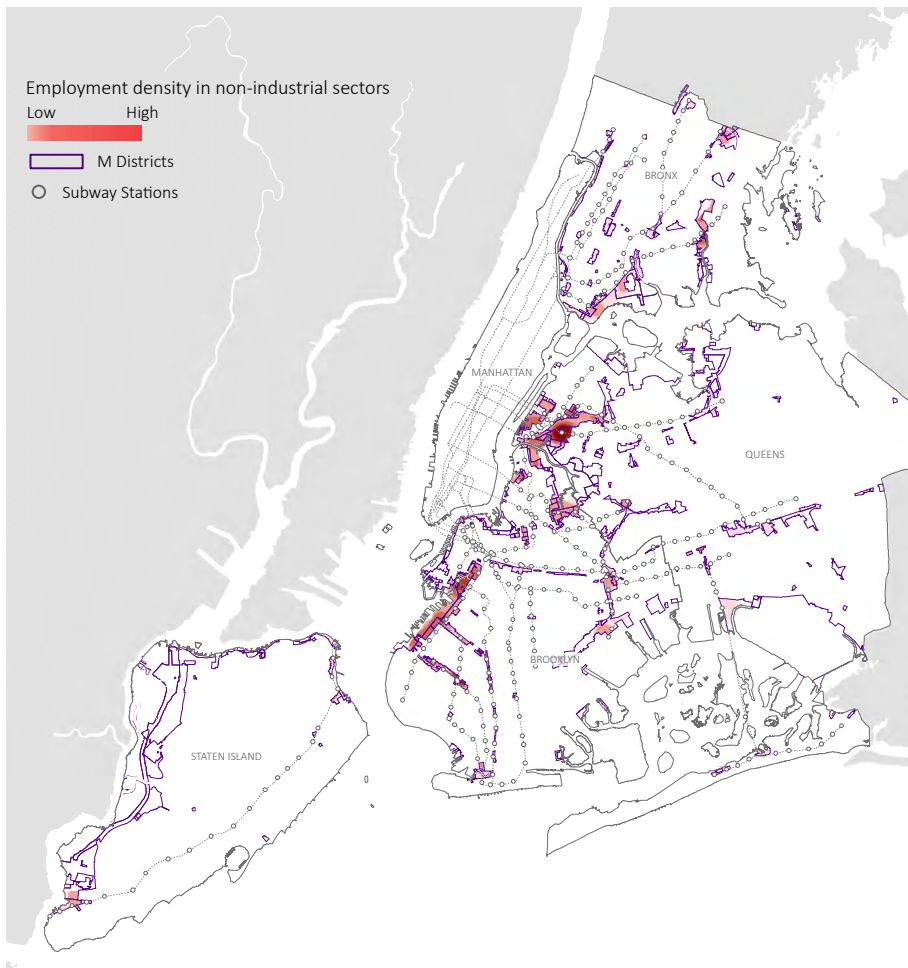 Employment density in non-industrial sectors
Low High
M Districts
Subway Stations
BRONX
MANHATTAN
QUEENS
BROOKLYN
STATEN ISLAND